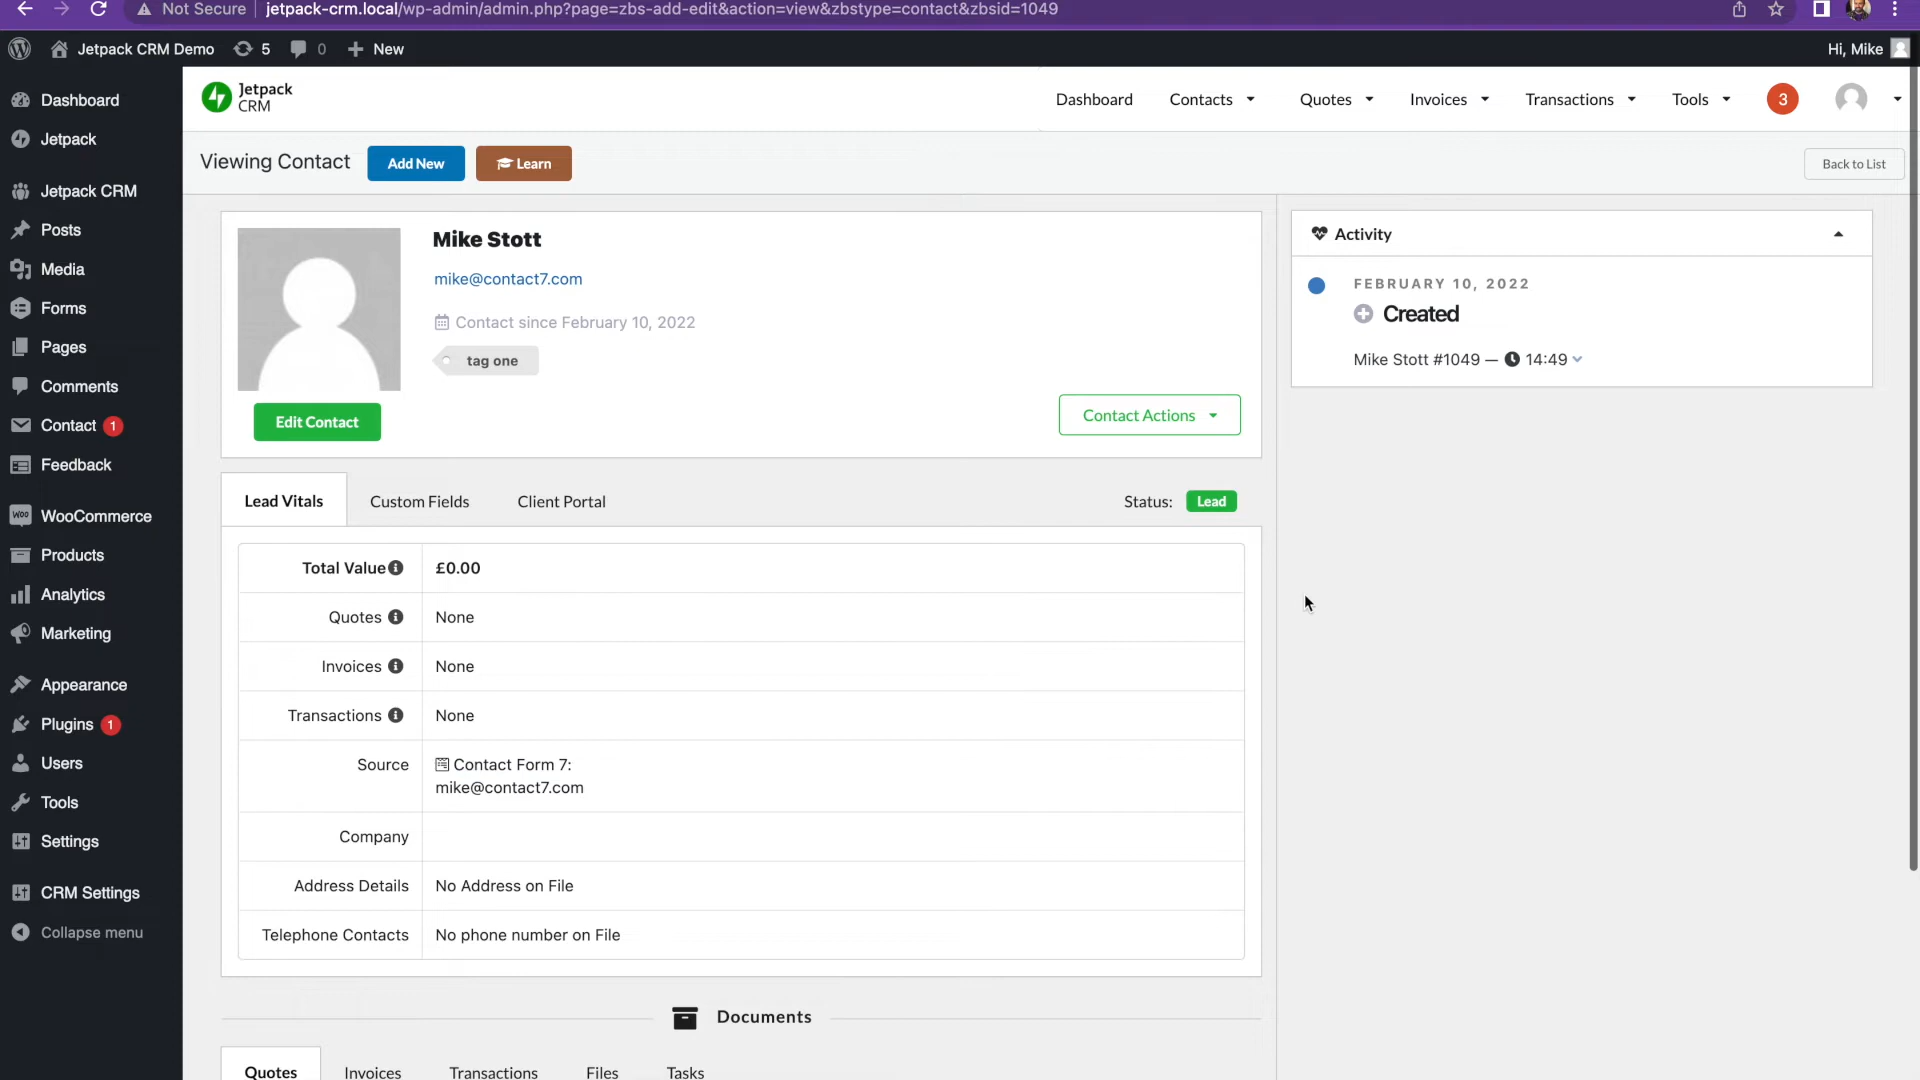 Not Secure jetpack-crm.local/wp-admin/admin.php?page=zbs-add-edit&action=view&zbstype=contact&zbsid=1049
Jetpack CRM Demo 5 0 New Hi, Mike
Dashboard
Jetpack
Jetpack CRM
Posts
Media
Forms
Pages
Comments
Contact 1
Feedback
WooCommerce
Products
Analytics
Marketing
Appearance
Plugins 1
Users
Tools
Settings
CRM Settings
Collapse menu
Jetpack
CRM
Dashboard Contacts Quotes Invoices Transactions Tools 3
Viewing Contact Add New Learn Back to List
Mike Stott
mike@contact7.com
Contact since February 10, 2022
tag one
Edit Contact
Contact Actions
Activity
FEBRUARY 10, 2022
Created
Mike Stott #1049 — 14:49
Lead Vitals Custom Fields Client Portal Status: Lead
Total Value £0.00
Quotes None
Invoices None
Transactions None
Source Contact Form 7:
mike@contact7.com
Company
Address Details No Address on File
Telephone Contacts No phone number on File
Documents
Quotes Invoices Transactions Files Tasks